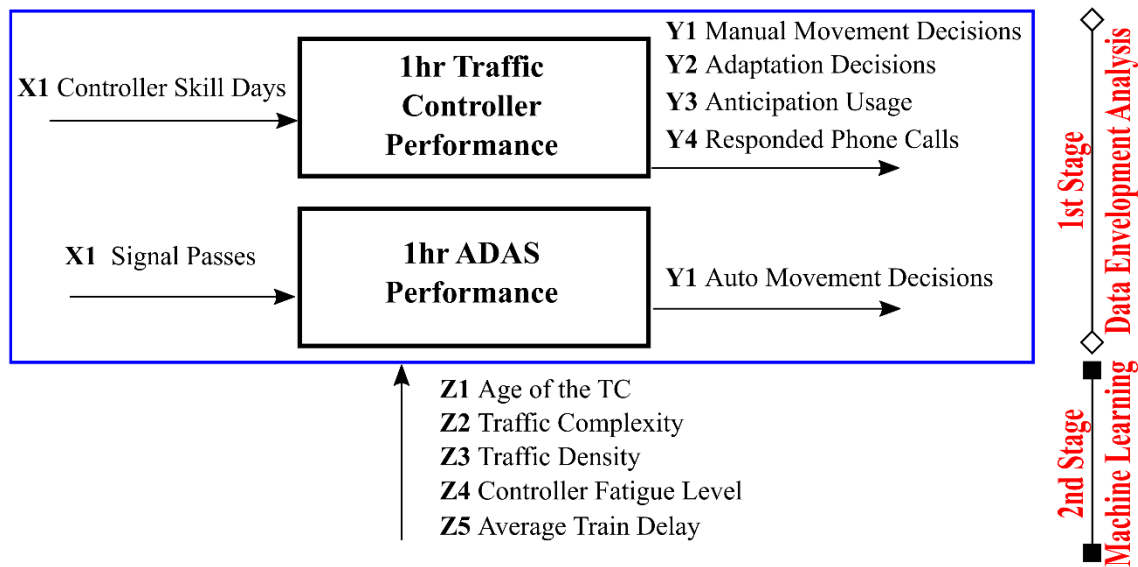 X1 Controller Skill Days
1hr Traffic
Controller
Performance
Y1 Manual Movement Decisions
Y2 Adaptation Decisions
Y3 Anticipation Usage
Y4 Responded Phone Calls
X1 Signal Passes
1hr ADAS
Performance
Y1 Auto Movement Decisions
Z1 Age of the TC
Z2 Traffic Complexity
Z3 Traffic Density
Z4 Controller Fatigue Level
Z5 Average Train Delay
1st Stage
Data Envelopment Analysis
2nd Stage
Machine Learning